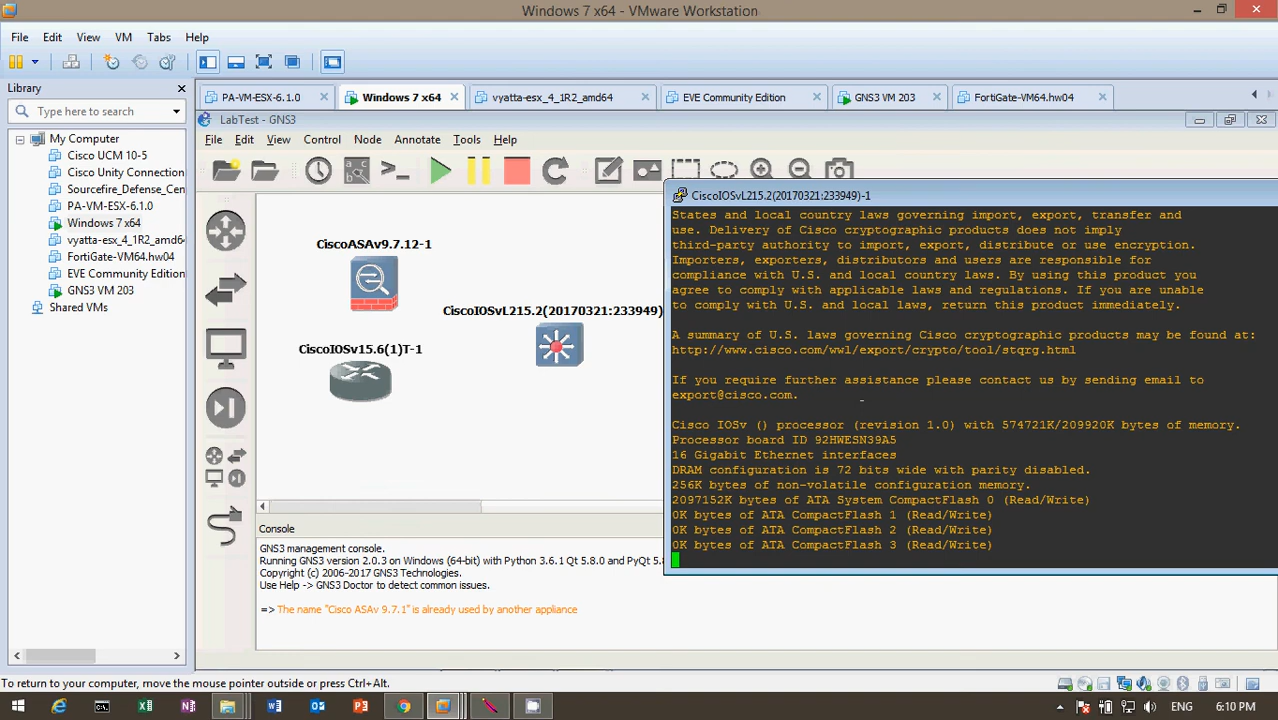 Windows 7 x64 - VMware Workstation
File Edit View VM Tabs Help
Library
Type here to search
My Computer
Cisco UCM 10-5
Cisco Unity Connection
Sourcefire_Defense_Cen
PA-VM-ESX-6.1.0
Windows 7 x64
vyatta-esx_4_1R2_amd64
FortiGate-VM64.hw04
EVE Community Edition
GNS3 VM 203
Shared VMs
PA-VM-ESX-6.1.0 Windows 7 x64 vyatta-esx_4_1R2_amd64 EVE Community Edition GNS3 VM 203 FortiGate-VM64.hw04
LabTest - GNS3
File Edit View Control Node Annotate Tools Help
CiscoASAv9.7.12-1
CiscoIOSvL215.2(20170321:233949)
CiscoIOSv15.6(1)T-1
CiscoIOSvL215.2(20170321:233949)-1
States and local country laws governing import, export, transfer and
use. Delivery of Cisco cryptographic products does not imply
third-party authority to import, export, distribute or use encryption.
Importers, exporters, distributors and users are responsible for
compliance with U.S. and local country laws. By using this product you
agree to comply with applicable laws and regulations. If you are unable
to comply with U.S. and local laws, return this product immediately.
A summary of U.S. laws governing Cisco cryptographic products may be found at:
http://www.cisco.com/wwl/export/crypto/tool/stqrg.html
If you require further assistance please contact us by sending email to
export@cisco.com.
Cisco IOSv () processor (revision 1.0) with 574721K/209920K bytes of memory.
Processor board ID 92HWESN39A5
16 Gigabit Ethernet interfaces
DRAM configuration is 72 bits wide with parity disabled.
256K bytes of non-volatile configuration memory.
2097152K bytes of ATA System CompactFlash 0 (Read/Write)
0K bytes of ATA CompactFlash 1 (Read/Write)
0K bytes of ATA CompactFlash 2 (Read/Write)
0K bytes of ATA CompactFlash 3 (Read/Write)
Console
GNS3 management console.
Running GNS3 version 2.0.3 on Windows (64-bit) with Python 3.6.1 Qt 5.8.0 and PyQt 5.
Copyright (c) 2006-2017 GNS3 Technologies.
Use Help -> GNS3 Doctor to detect common issues.
=> The name "Cisco ASAv 9.7.1" is already used by another appliance
To return to your computer, move the mouse pointer outside or press Ctrl+Alt.
ENG 6:10 PM